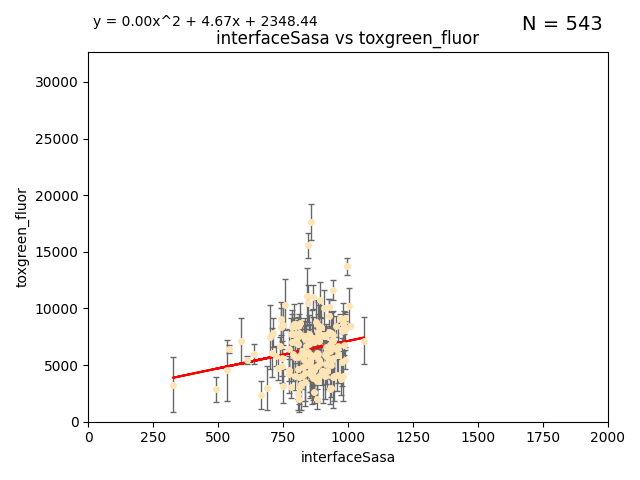 y = 0.00x^2 + 4.67x + 2348.44
N = 543
interfaceSasa vs toxgreen_fluor
30000
25000
20000
15000
10000
5000
0
toxgreen_fluor
0 250 500 750 1000 1250 1500 1750 2000
interfaceSasa